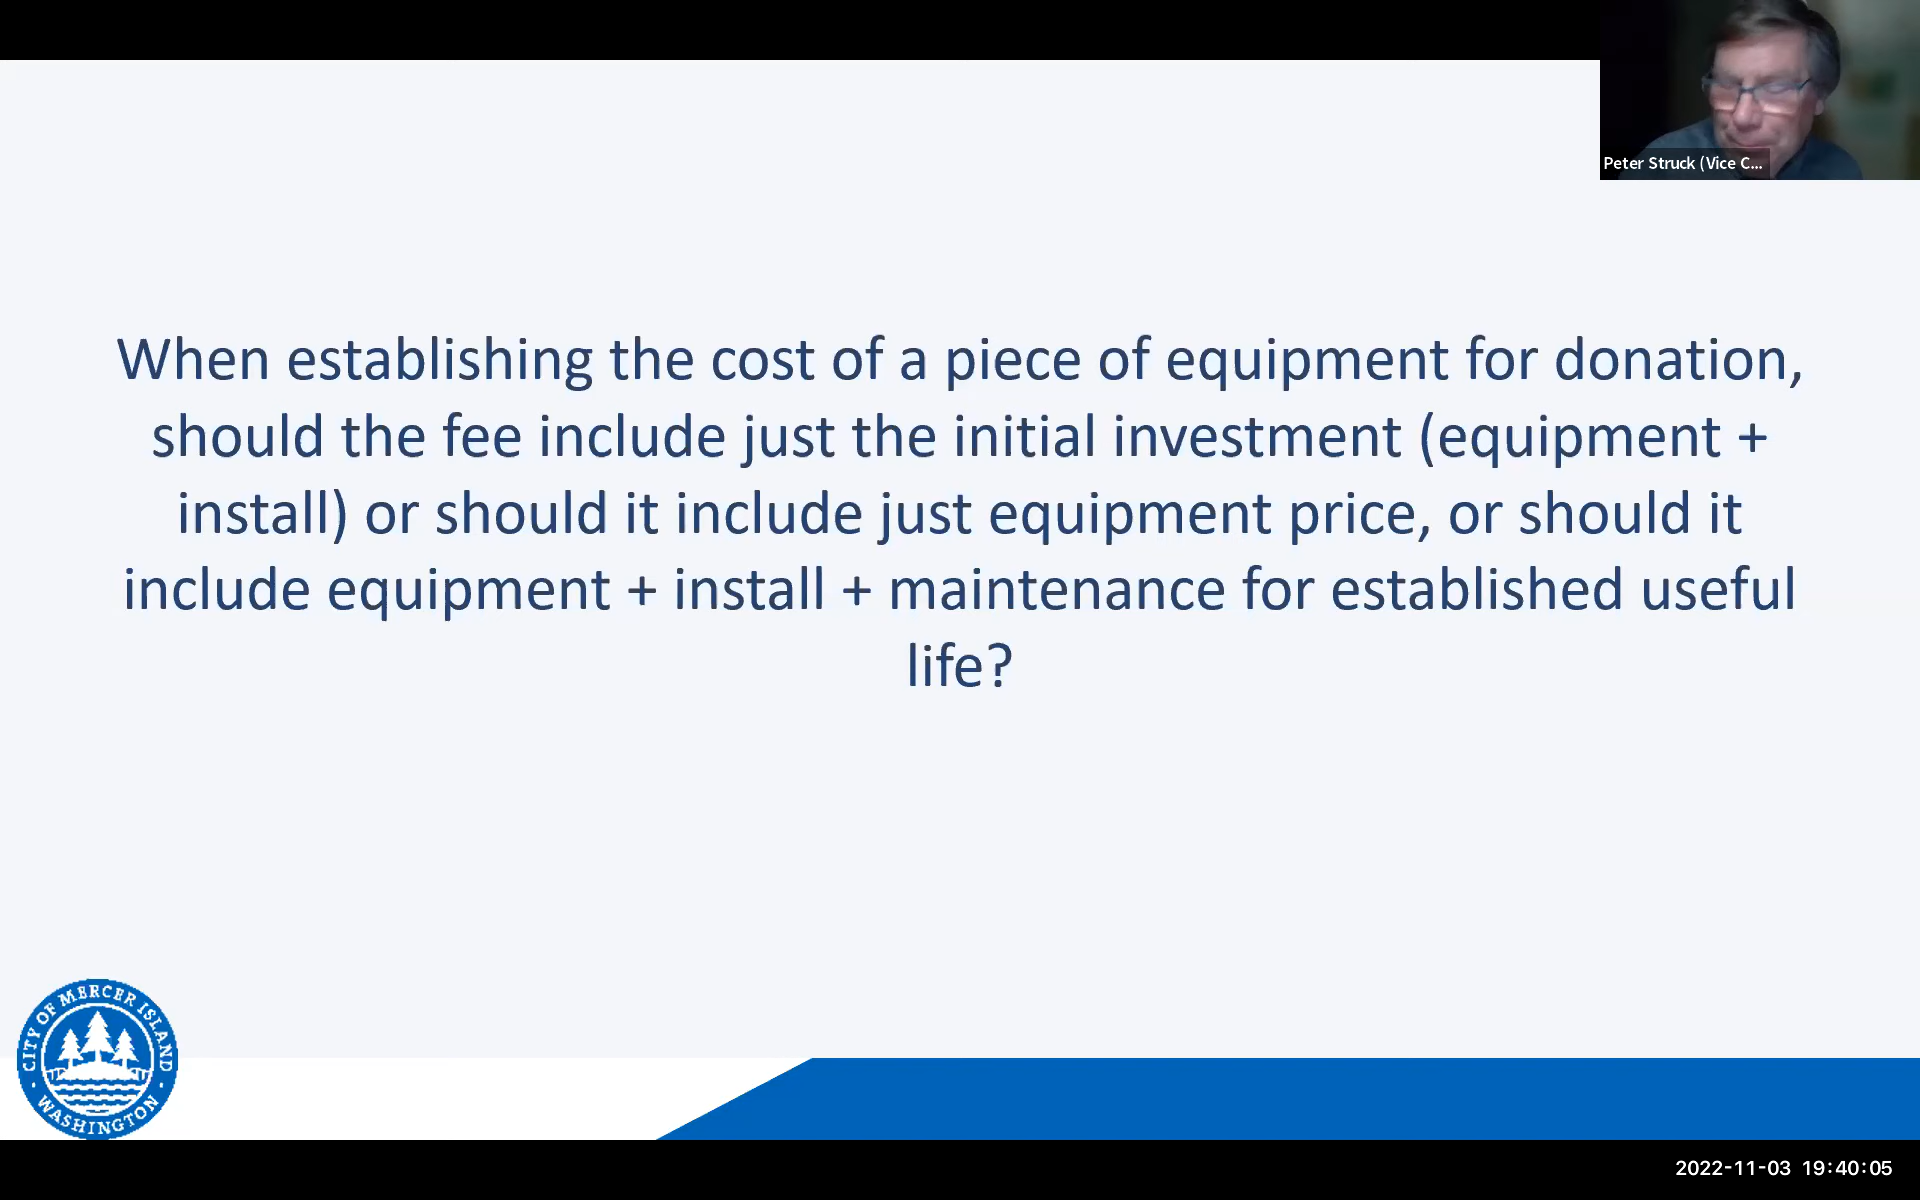 Peter Struck (Vice C...
When establishing the cost of a piece of equipment for donation,
should the fee include just the initial investment (equipment +
install) or should it include just equipment price, or should it
include equipment + install + maintenance for established useful
life?
CITY OF MERCER ISLAND
WASHINGTON
2022-11-03 19:40:05